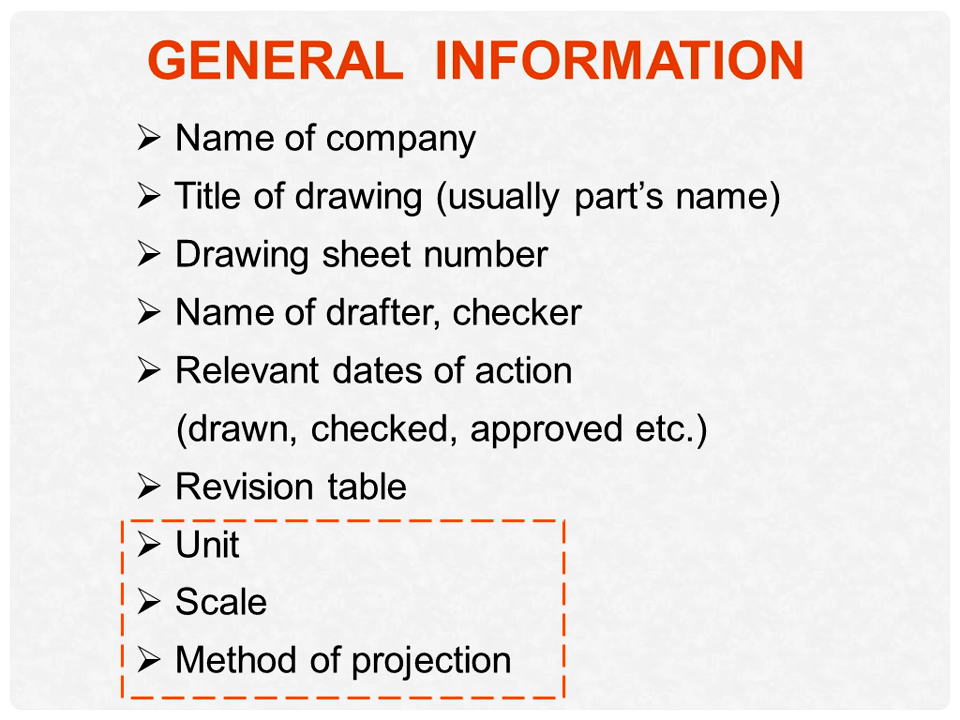 GENERAL INFORMATION
➢ Name of company
➢ Title of drawing (usually part’s name)
➢ Drawing sheet number
➢ Name of drafter, checker
➢ Relevant dates of action
(drawn, checked, approved etc.)
➢ Revision table
➢ Unit
➢ Scale
➢ Method of projection